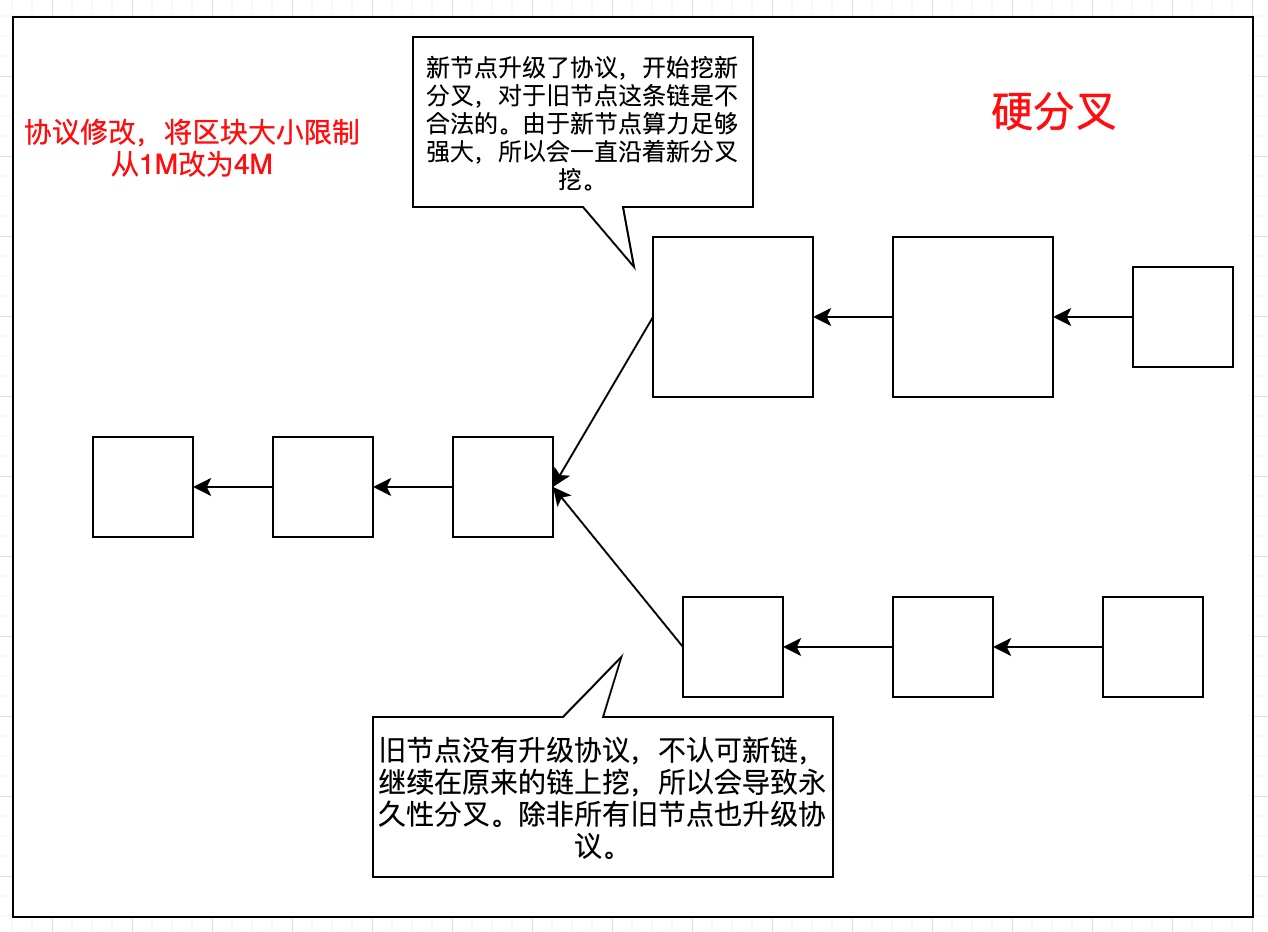 协议修改，将区块大小限制
从1M改为4M
新节点升级了协议，开始挖新
分叉，对于旧节点这条链是不
合法的。由于新节点算力足够
强大，所以会一直沿着新分叉
挖。
硬分叉
旧节点没有升级协议，不认可新链，
继续在原来的链上挖，所以会导致永
久性分叉。除非所有旧节点也升级协
议。